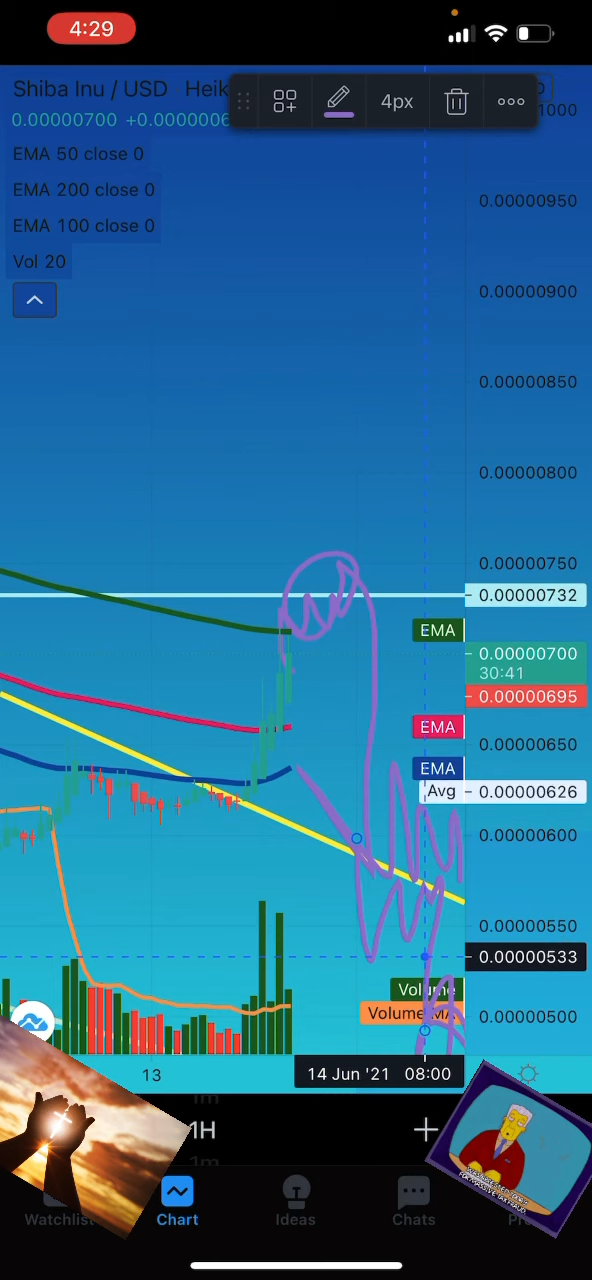 4:29
Shiba Inu / USD Heik
4px
1000
0.00000700 +0.0000006
EMA 50 close 0
EMA 200 close 0
EMA 100 close 0
Vol 20
0.00000950
0.00000900
0.00000850
0.00000800
0.00000750
0.00000732
EMA
0.00000700
30:41
0.00000695
EMA
0.00000650
EMA
Avg 0.00000626
0.00000600
0.00000550
0.00000533
Volume
Volume MA
0.00000500
13
14 Jun '21 08:00
1m
1H
1m
Watchlist
Chart
Ideas
Chats